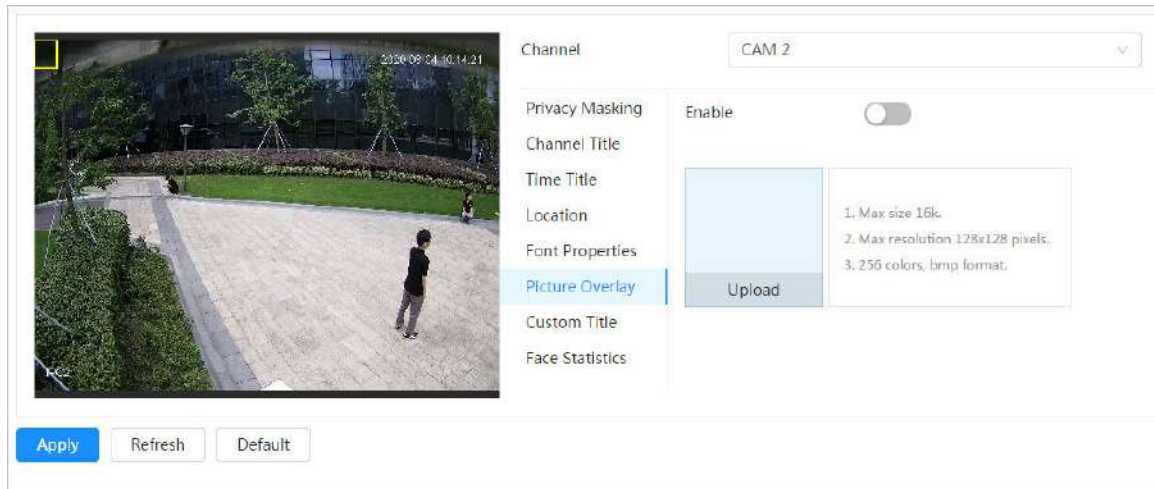 2020-09-04 10:14:21
IPC2
Channel
CAM 2
Privacy Masking
Channel Title
Time Title
Location
Font Properties
Picture Overlay
Custom Title
Face Statistics
Enable
Upload
1. Max size 16k.
2. Max resolution 128x128 pixels.
3. 256 colors, bmp format.
Apply
Refresh
Default